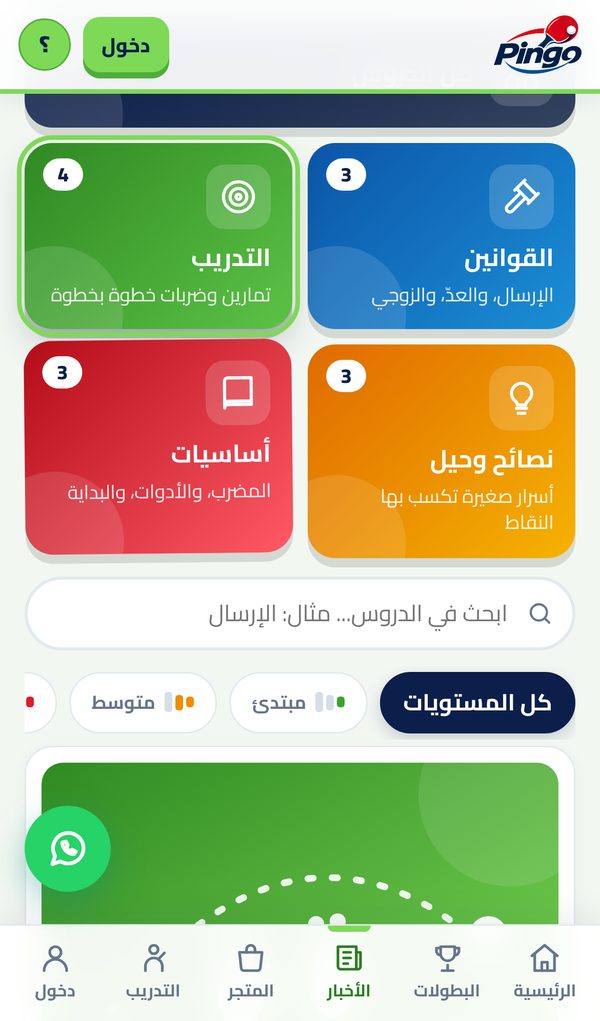 Pingo
دخول
؟
كل الدروس
3
القوانين
الإرسال، والعدّ، والزوجي
4
التدريب
تمارين وضربات خطوة بخطوة
3
نصائح وحيل
أسرار صغيرة تكسب بها
النقاط
3
أساسيات
المضرب، والأدوات، والبداية
ابحث في الدروس... مثال: الإرسال
كل المستويات
مبتدئ
متوسط
الرئيسية
البطولات
الأخبار
المتجر
التدريب
دخول